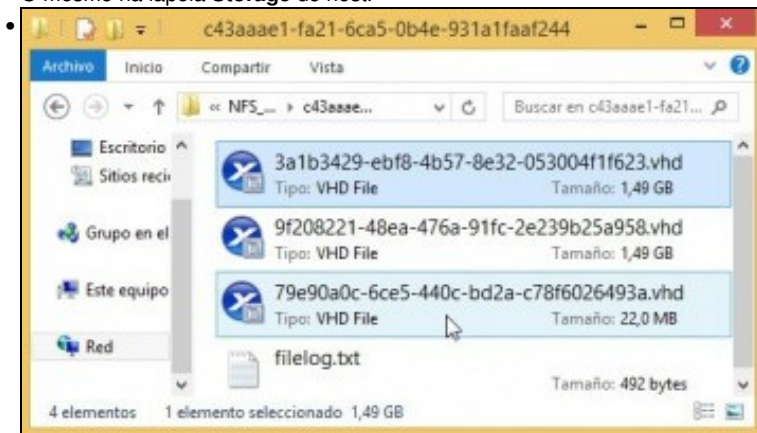 c43aaae1-fa21-6ca5-0b4e-931a1faaf244
Archivo Inicio Compartir Vista
« NFS_... ▸ c43aaae... Buscar en c43aaae1-fa21...
Escritorio
Sitios reci
Grupo en el
Este equipo
Red
3a1b3429-ebf8-4b57-8e32-053004f1f623.vhd
Tipo: VHD File Tamaño: 1,49 GB
9f208221-48ea-476a-91fc-2e239b25a958.vhd
Tipo: VHD File Tamaño: 1,49 GB
79e90a0c-6ce5-440c-bd2a-c78f6026493a.vhd
Tipo: VHD File Tamaño: 22,0 MB
filelog.txt
Tamaño: 492 bytes
4 elementos 1 elemento seleccionado 1,49 GB